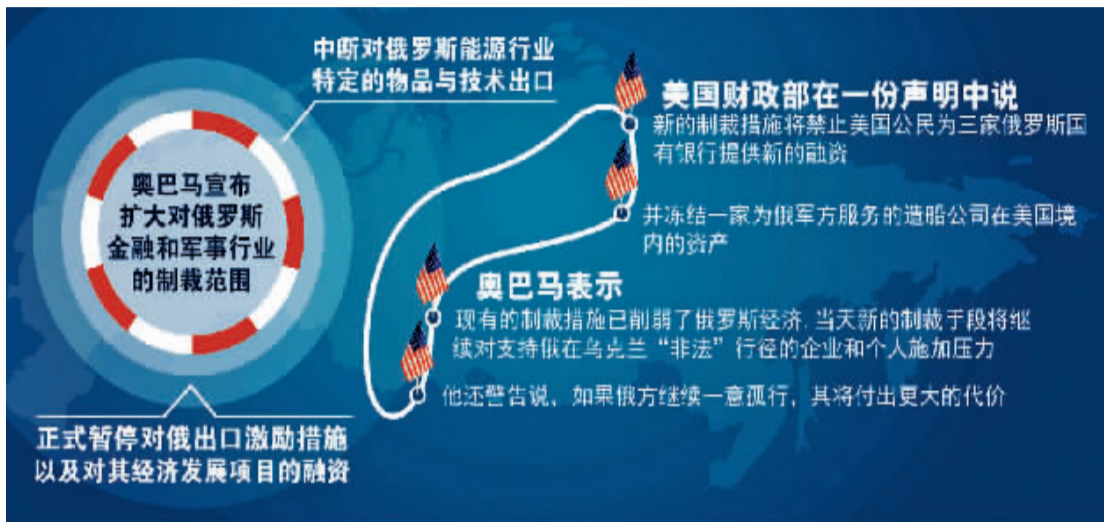 中断对俄罗斯能源行业
特定的物品与技术出口
奥巴马宣布
扩大对俄罗斯
金融和军事行业
的制裁范围
正式暂停对俄出口激励措施
以及对其经济发展项目的融资
美国财政部在一份声明中说
新的制裁措施将禁止美国公民为三家俄罗斯国
有银行提供新的融资
并冻结一家为俄军方服务的造船公司在美国境
内的资产
奥巴马表示
现有的制裁措施已削弱了俄罗斯经济,当天新的制裁手段将继
续对支持俄在乌克兰“非法”行径的企业和个人施加压力
他还警告说,如果俄方继续一意孤行,其将付出更大的代价